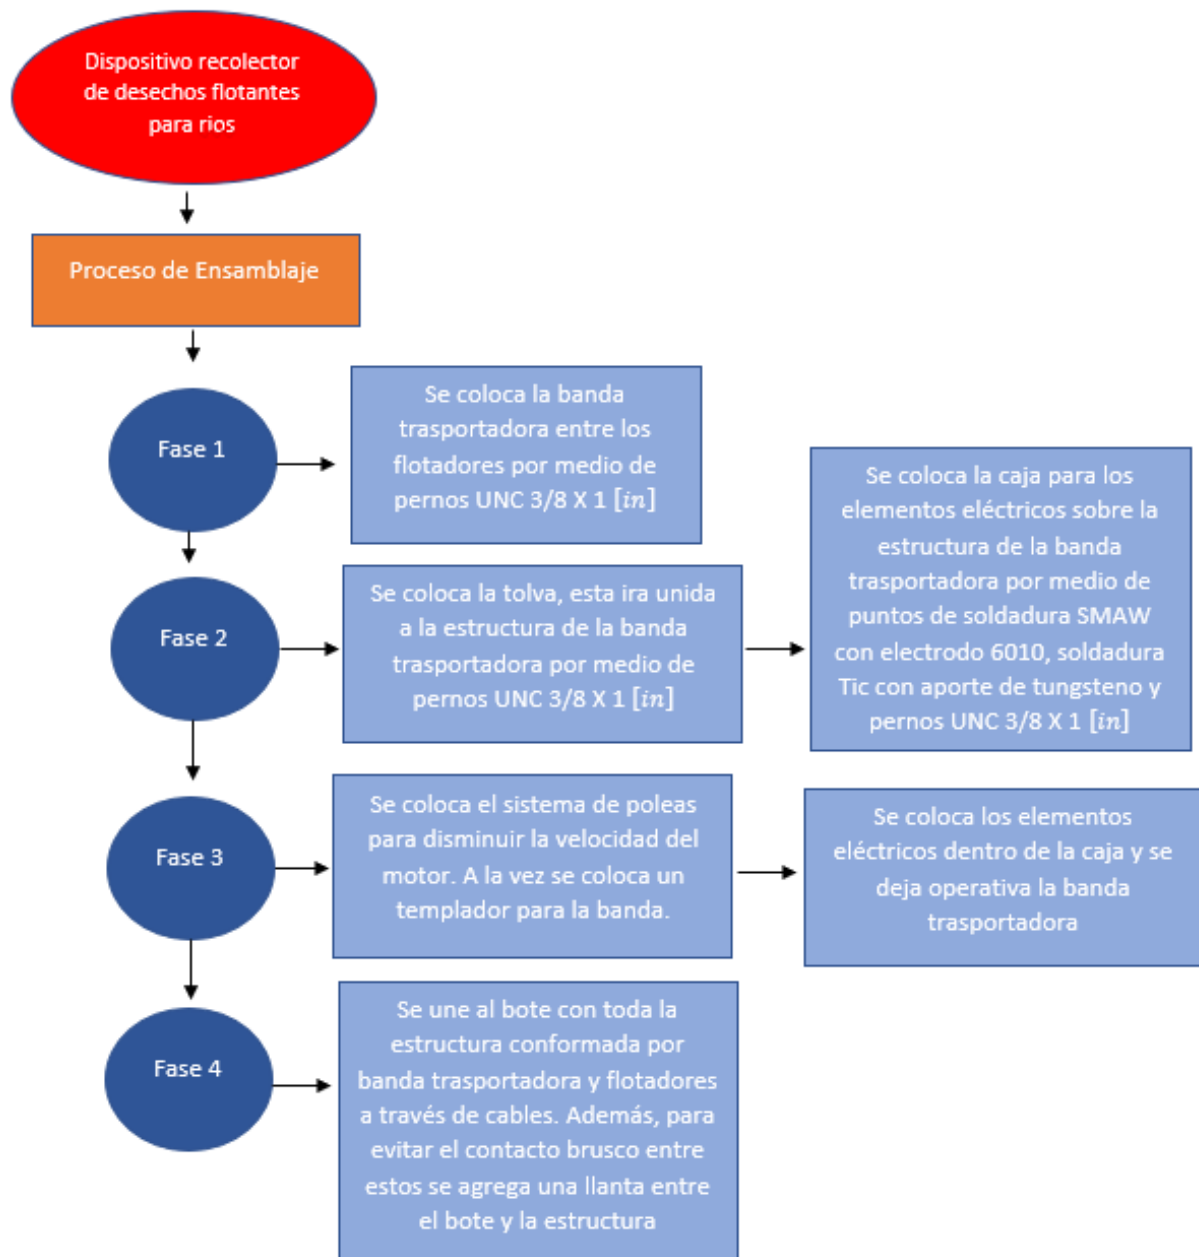 Dispositivo recolector
de desechos flotantes
para rios
Proceso de Ensamblaje
Fase 1
Se coloca la banda
trasportadora entre los
flotadores por medio de
pernos UNC 3/8 X 1 [in]
Fase 2
Se coloca la tolva, esta ira unida
a la estructura de la banda
trasportadora por medio de
pernos UNC 3/8 X 1 [in]
Se coloca la caja para los
elementos eléctricos sobre la
estructura de la banda
trasportadora por medio de
puntos de soldadura SMAW
con electrodo 6010, soldadura
Tic con aporte de tungsteno y
pernos UNC 3/8 X 1 [in]
Fase 3
Se coloca el sistema de poleas
para disminuir la velocidad del
motor. A la vez se coloca un
templador para la banda.
Se coloca los elementos
eléctricos dentro de la caja y se
deja operativa la banda
trasportadora
Fase 4
Se une al bote con toda la
estructura conformada por
banda trasportadora y flotadores
a través de cables. Además, para
evitar el contacto brusco entre
estos se agrega una llanta entre
el bote y la estructura